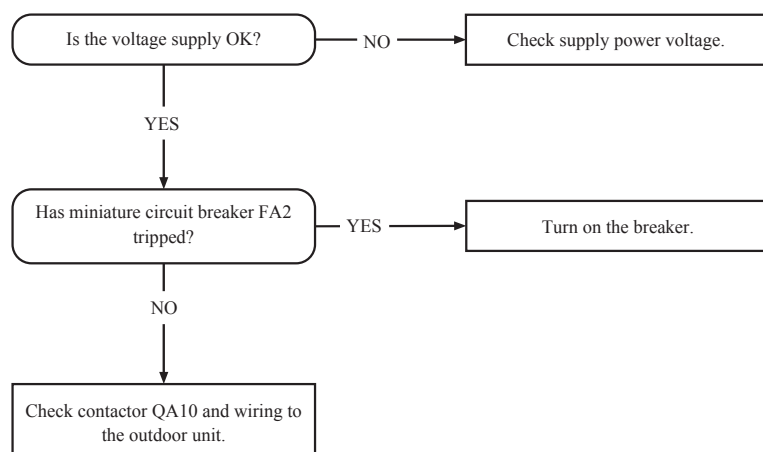 Is the voltage supply OK?
NO
Check supply power voltage.
YES
Has miniature circuit breaker FA2
tripped?
YES
Turn on the breaker.
NO
Check contactor QA10 and wiring to
the outdoor unit.